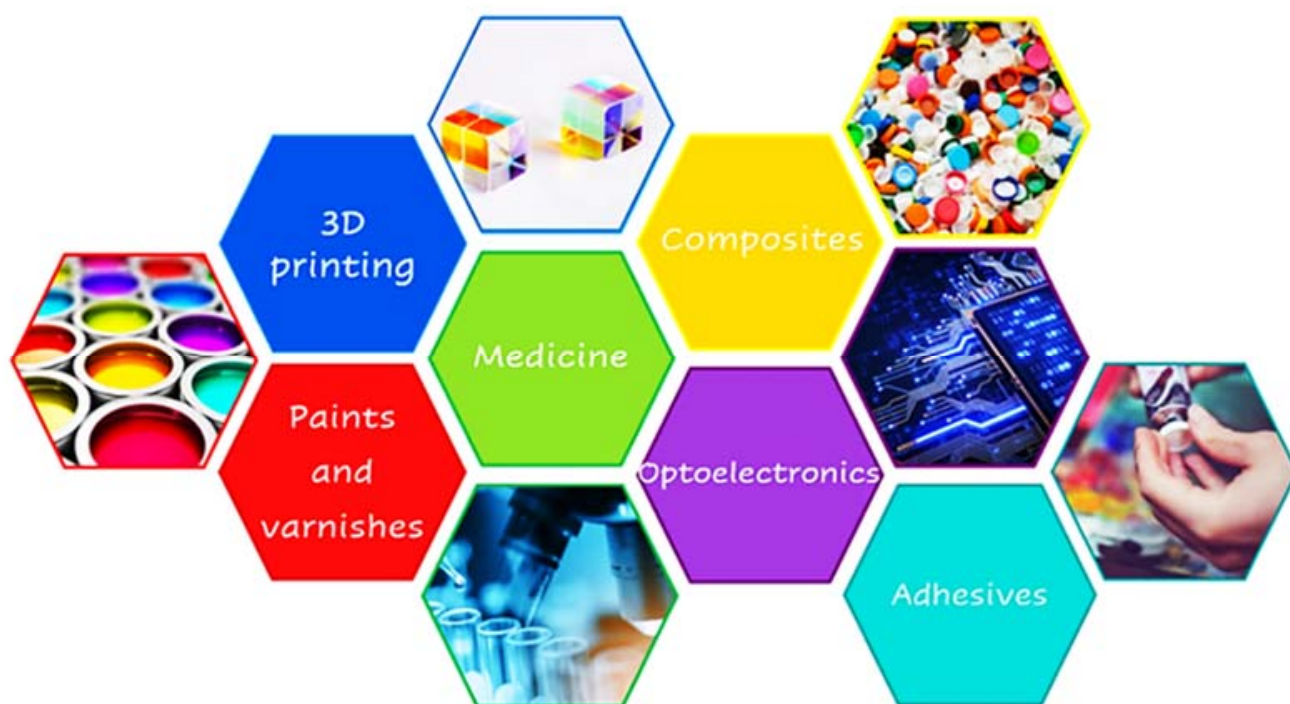 3D
printing
Composites
Medicine
Paints
and
varnishes
Optoelectronics
Adhesives